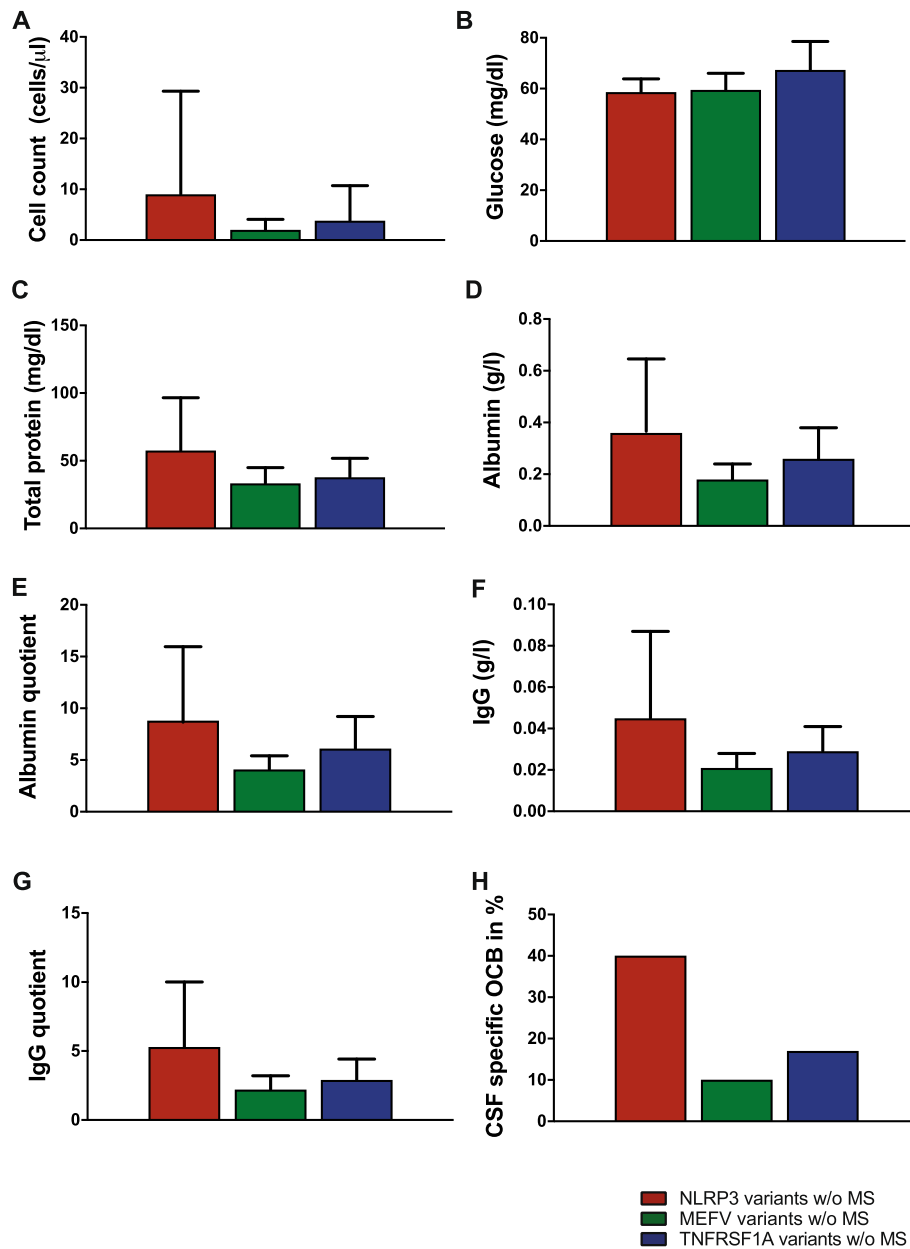 A
Cell count (cells/μl)
40
30
20
10
0
B
Glucose (mg/dl)
80
60
40
20
0
C
Total protein (mg/dl)
150
100
50
0
D
Albumin (g/l)
0.8
0.6
0.4
0.2
0.0
E
Albumin quotient
20
15
10
5
0
F
IgG (g/l)
0.10
0.08
0.06
0.04
0.02
0.00
G
IgG quotient
15
10
5
0
H
CSF specific OCB in %
50
40
30
20
10
0
NLRP3 variants w/o MS
MEFV variants w/o MS
TNFRSF1A variants w/o MS